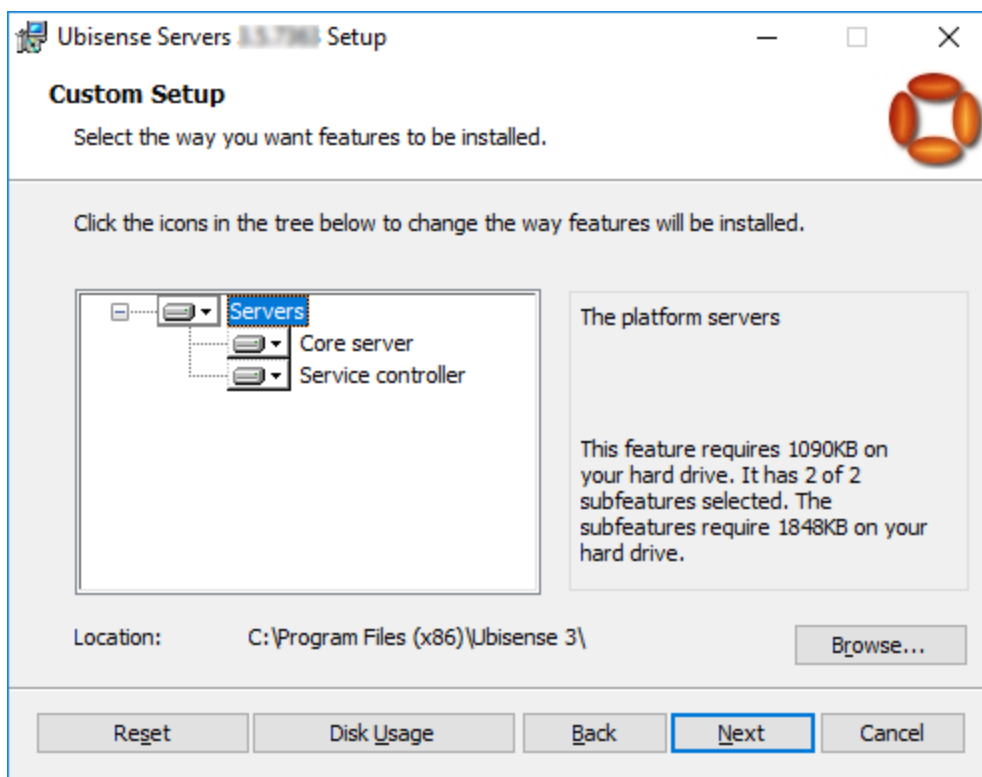 Ubisense Servers Setup
Custom Setup
Select the way you want features to be installed.
Click the icons in the tree below to change the way features will be installed.
Servers
Core server
Service controller
The platform servers
This feature requires 1090KB on
your hard drive. It has 2 of 2
subfeatures selected. The
subfeatures require 1848KB on your
hard drive.
Location: C:\Program Files (x86)\Ubisense 3\
Browse...
Reset Disk Usage Back Next Cancel